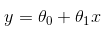 y = θ₀ + θ₁x